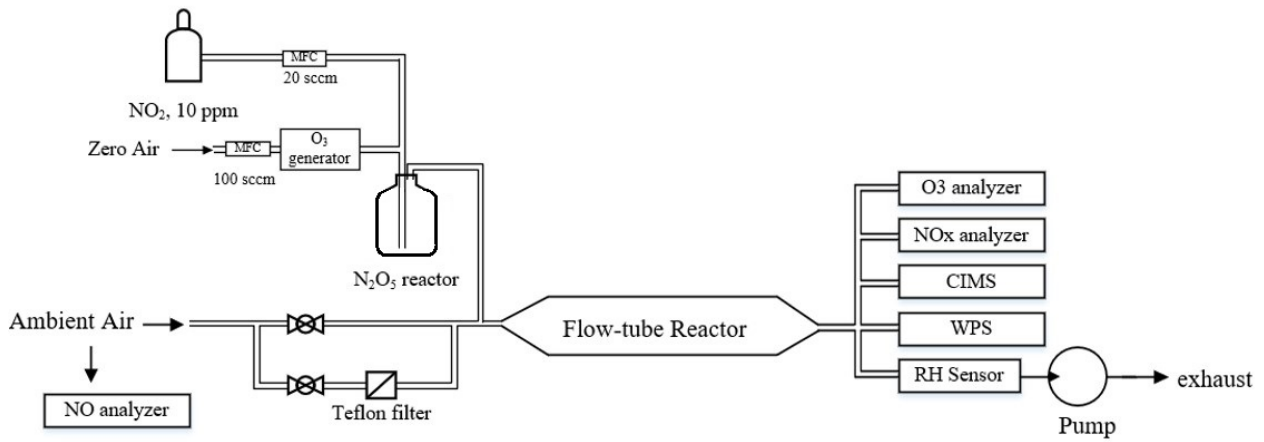 MFC
20 sccm
NO₂, 10 ppm
Zero Air
MFC
O₃
generator
100 sccm
N₂O₅ reactor
Ambient Air
NO analyzer
Teflon filter
Flow-tube Reactor
O3 analyzer
NOx analyzer
CIMS
WPS
RH Sensor
Pump
exhaust